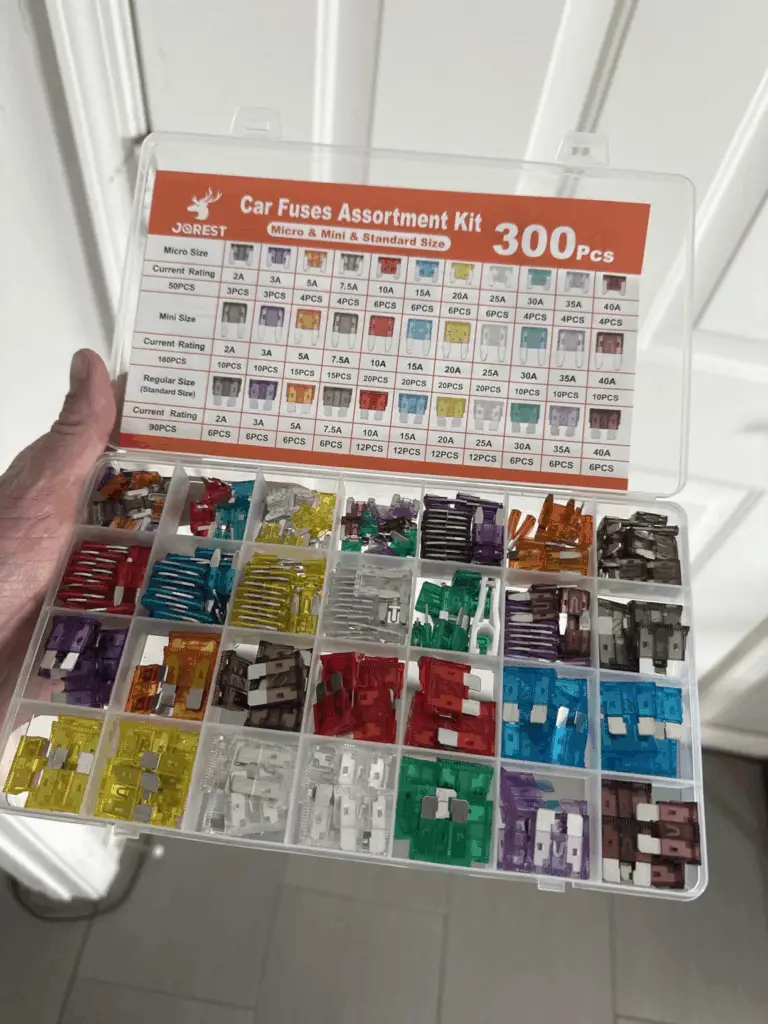 JOREST
Car Fuses Assortment Kit
Micro & Mini & Standard Size
300Pcs
Micro Size
Current Rating 2A 3A 5A 7.5A 10A 15A 20A 25A 30A 35A 40A
50PCS 3PCS 3PCS 4PCS 4PCS 6PCS 6PCS 6PCS 6PCS 4PCS 4PCS 4PCS
Mini Size
Current Rating 2A 3A 5A 7.5A 10A 15A 20A 25A 30A 35A 40A
160PCS 10PCS 10PCS 15PCS 15PCS 20PCS 20PCS 20PCS 20PCS 10PCS 10PCS 10PCS
Regular Size
(Standard Size)
Current Rating 2A 3A 5A 7.5A 10A 15A 20A 25A 30A 35A 40A
90PCS 6PCS 6PCS 6PCS 6PCS 12PCS 12PCS 12PCS 12PCS 6PCS 6PCS 6PCS